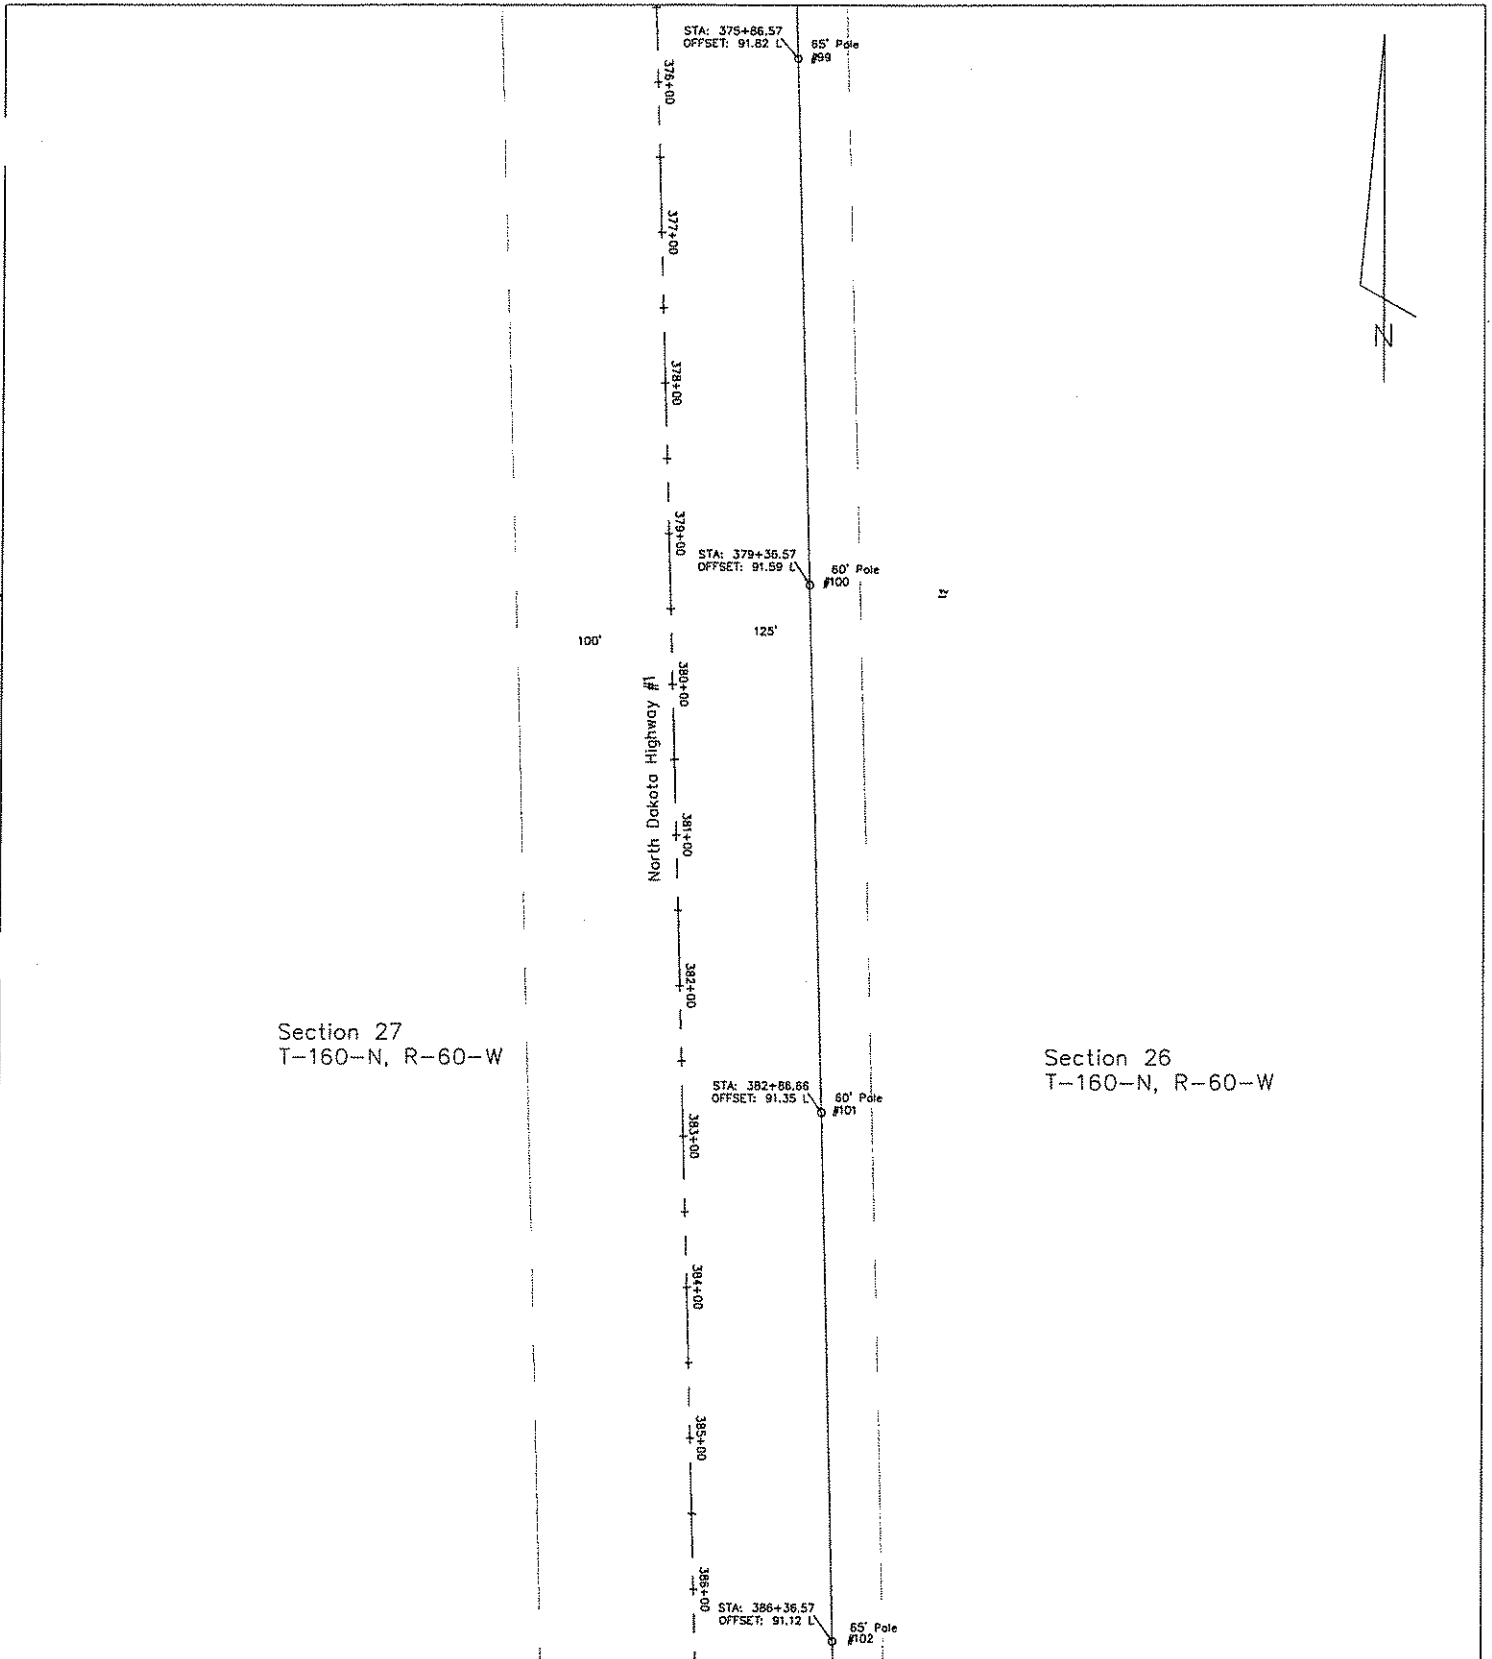 STA: 375+86.57
OFFSET: 91.82 L
65' Pole
#99
376+00
377+00
378+00
379+00
STA: 379+36.57
OFFSET: 91.59 L
60' Pole
#100
100'
125'
N
380+00
North Dakota Highway #1
381+00
382+00
Section 27
T-160-N, R-60-W
Section 26
T-160-N, R-60-W
STA: 382+86.66
OFFSET: 91.35 L
60' Pole
#101
383+00
384+00
385+00
386+00
STA: 386+36.57
OFFSET: 91.12 L
65' Pole
#102